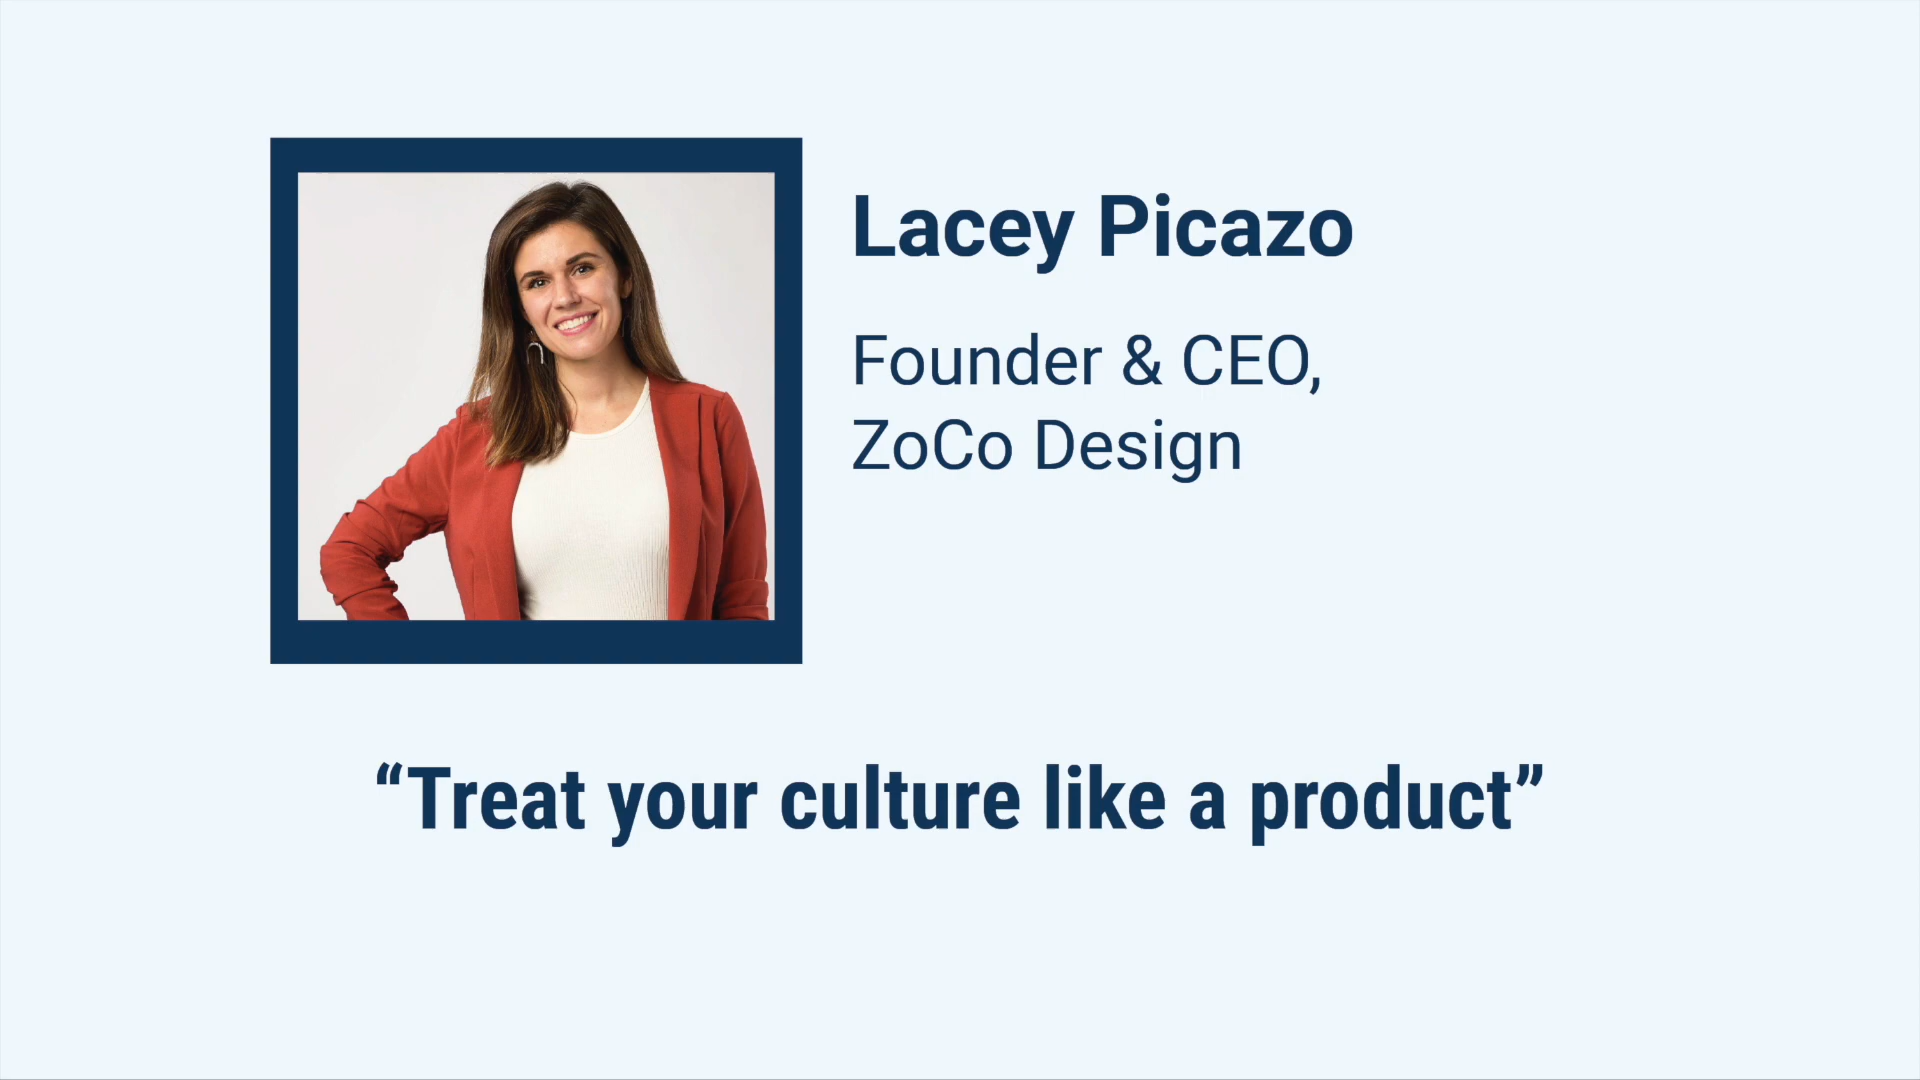 Lacey Picazo
Founder & CEO,
ZoCo Design
“Treat your culture like a product”